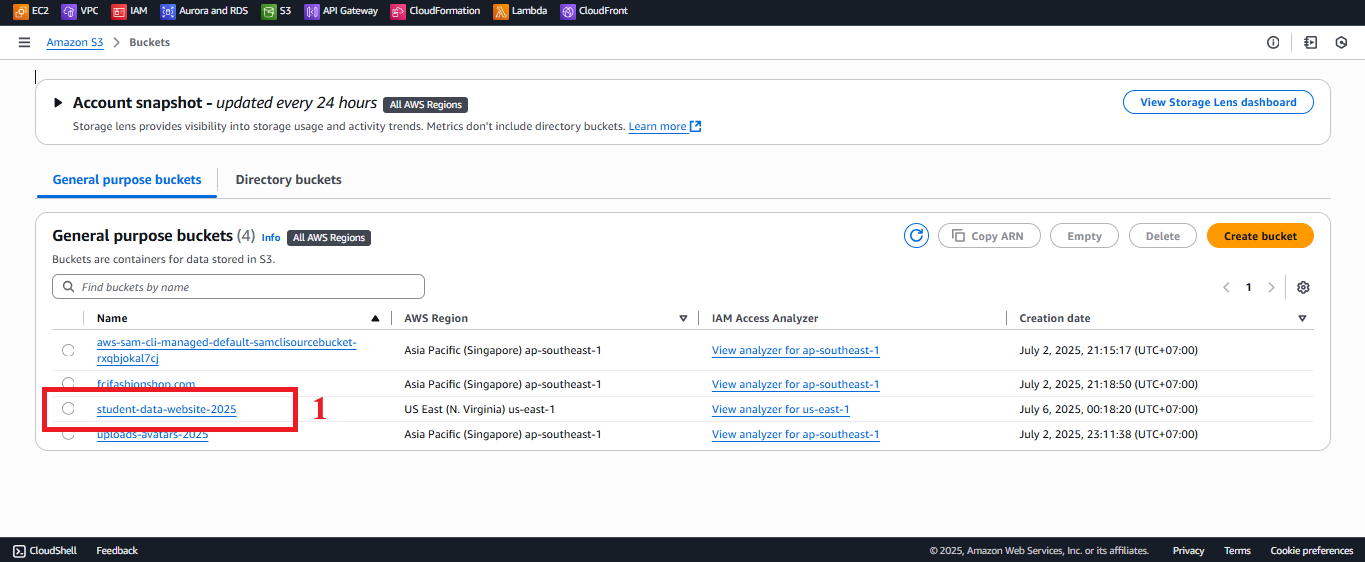 EC2 VPC IAM Aurora and RDS S3 API Gateway CloudFormation Lambda CloudFront
Amazon S3 > Buckets
Account snapshot - updated every 24 hours All AWS Regions
View Storage Lens dashboard
Storage lens provides visibility into storage usage and activity trends. Metrics don't include directory buckets. Learn more
General purpose buckets Directory buckets
General purpose buckets (4) Info All AWS Regions
Copy ARN Empty Delete Create bucket
Buckets are containers for data stored in S3.
Find buckets by name
1
Name AWS Region IAM Access Analyzer Creation date
aws-sam-cli-managed-default-samclisourcebucket-
rxqbjokal7cj
Asia Pacific (Singapore) ap-southeast-1 View analyzer for ap-southeast-1 July 2, 2025, 21:15:17 (UTC+07:00)
fcjfashionshop.com Asia Pacific (Singapore) ap-southeast-1 View analyzer for ap-southeast-1 July 2, 2025, 21:18:50 (UTC+07:00)
student-data-website-2025 1 US East (N. Virginia) us-east-1 View analyzer for us-east-1 July 6, 2025, 00:18:20 (UTC+07:00)
uploads-avatars-2025 Asia Pacific (Singapore) ap-southeast-1 View analyzer for ap-southeast-1 July 2, 2025, 23:11:38 (UTC+07:00)
CloudShell Feedback © 2025, Amazon Web Services, Inc. or its affiliates. Privacy Terms Cookie preferences